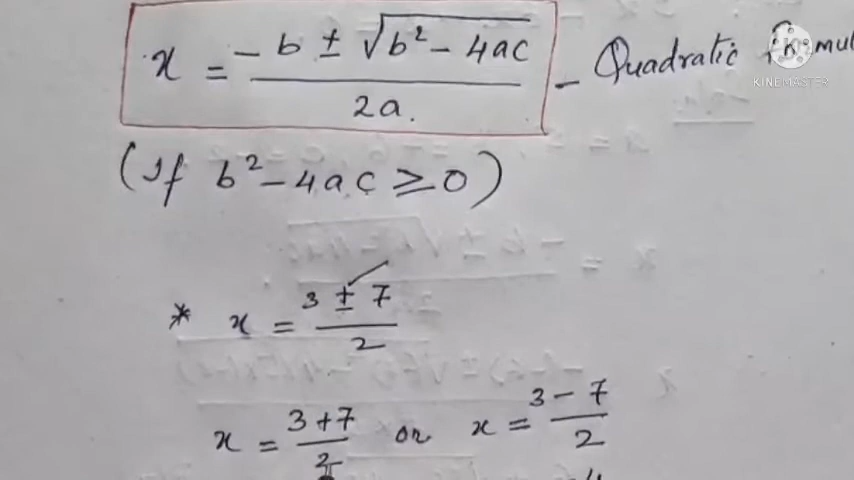 x = -b ± √b² - 4ac / 2a. - Quadratic
KINEMASTER
(If b² - 4ac ≥ 0)
* x = 3 ± 7 / 2
x = 3 + 7 / 2 or x = 3 - 7 / 2